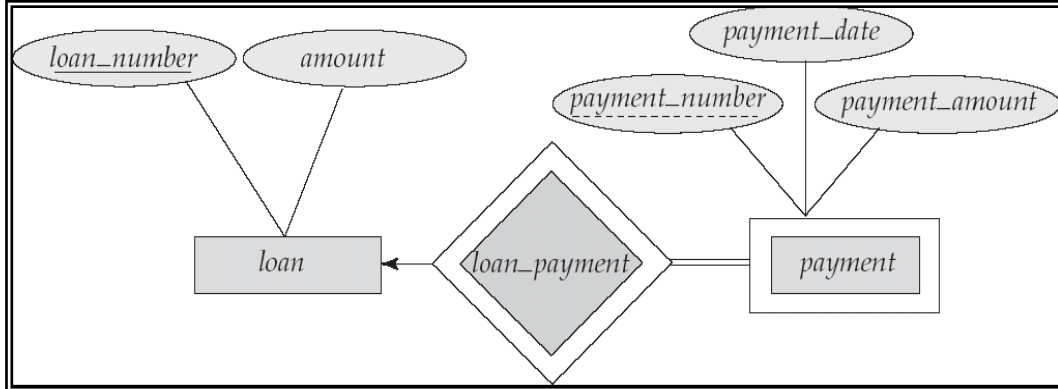 payment_date
loan_number
amount
payment_number
payment_amount
loan
loan_payment
payment